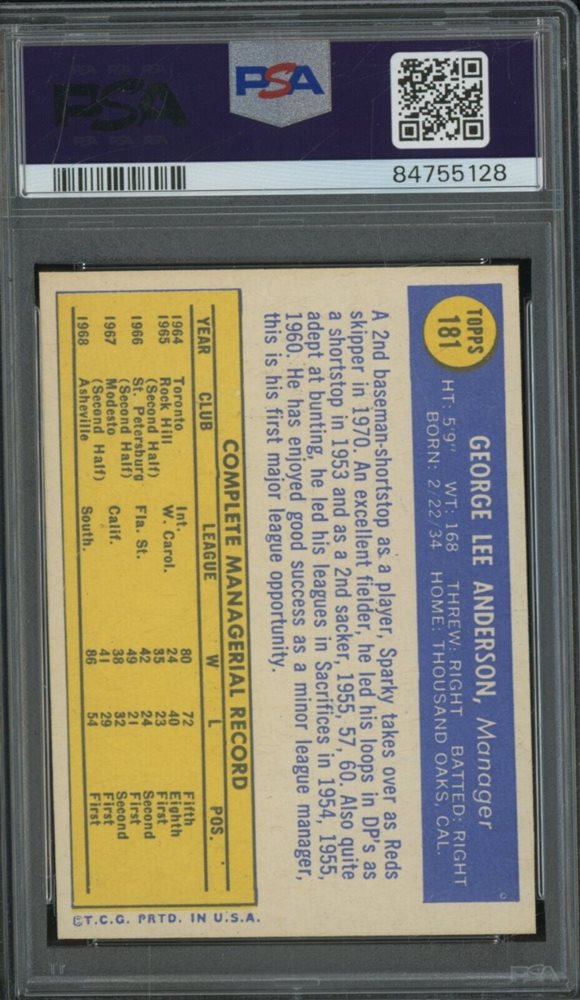 PSA
PSA
84755128
TOPPS
181
GEORGE LEE ANDERSON, Manager
HT: 5'9" WT: 168 THREW: RIGHT BATTED: RIGHT
BORN: 2/22/34 HOME: THOUSAND OAKS, CAL.
A 2nd baseman-shortstop as a player, Sparky takes over as Reds
skipper in 1970. An excellent fielder, he led his loops in DP's as
a shortstop in 1953 and as a 2nd sacker, 1955, 57, 60. Also quite
adept at bunting, he led his leagues in Sacrifices in 1954, 1955,
1960. He has enjoyed good success as a minor league manager,
this is his first major league opportunity.
COMPLETE MANAGERIAL RECORD
YEAR CLUB LEAGUE W L POS.
1964 Toronto Int. 80 72 Fifth
1965 Rock Hill W. Carol. 24 40 Eighth
(Second Half) 35 23 First
1966 St. Petersburg Fla. St. 42 24 Second
(Second Half) 49 21 First
1967 Modesto Calif. 38 32 Second
(Second Half) 41 29 First
1968 Asheville South. 86 54 First
©T.C.G. PRTD. IN U.S.A.
PSA